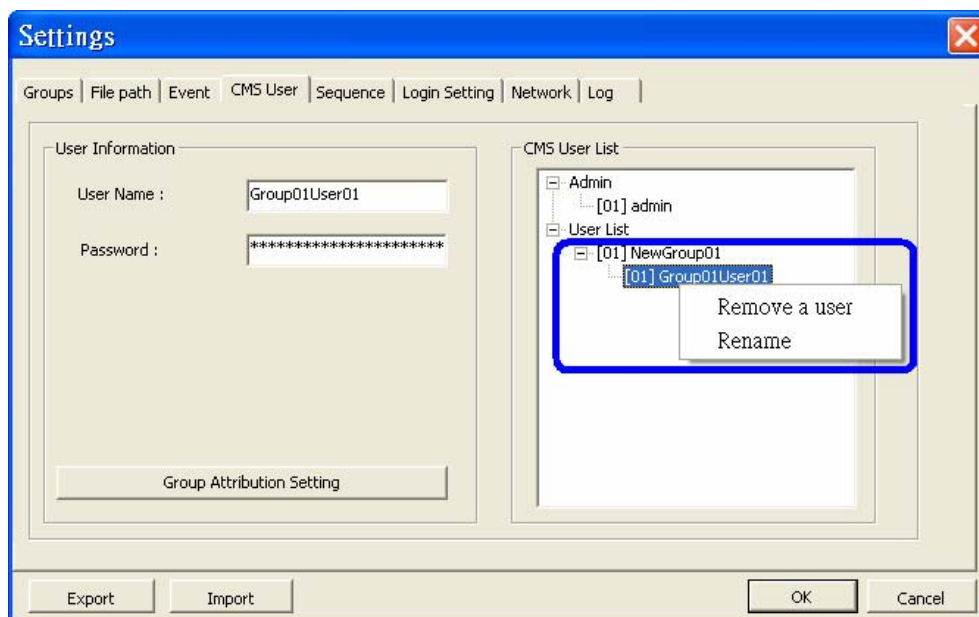 Settings
Groups File path Event CMS User Sequence Login Setting Network Log
User Information
User Name :
Group01User01
Password :
**********************
Group Attribution Setting
CMS User List
Admin
[01] admin
User List
[01] NewGroup01
[01] Group01User01
Remove a user
Rename
Export
Import
OK
Cancel